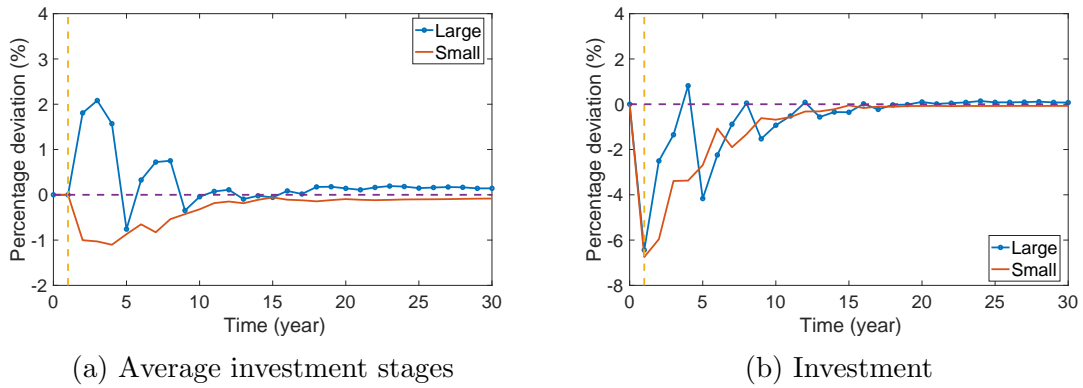 4
3
2
1
0
-1
-2
Percentage deviation (%)
Large
Small
0
5
10
15
20
25
30
Time (year)
(a) Average investment stages
4
2
0
-2
-4
-6
-8
Percentage deviation (%)
Large
Small
0
5
10
15
20
25
30
Time (year)
(b) Investment